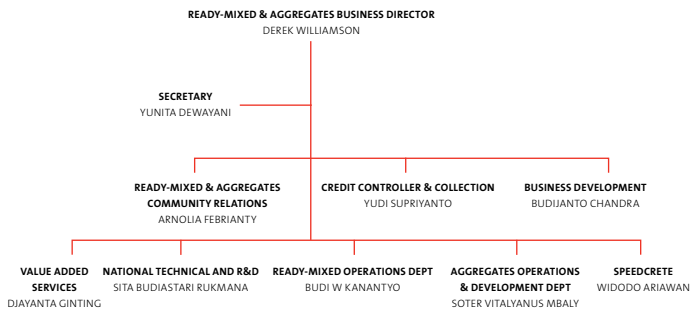 READY-MIXED & AGGREGATES BUSINESS DIRECTOR
DEREK WILLIAMSON
SECRETARY
YUNITA DEWAYANI
READY-MIXED & AGGREGATES
COMMUNITY RELATIONS
ARNOLIA FEBRIANTY
CREDIT CONTROLLER & COLLECTION
YUDI SUPRIYANTO
BUSINESS DEVELOPMENT
BUDIJANTO CHANDRA
VALUE ADDED
SERVICES
DJAYANTA GINTING
NATIONAL TECHNICAL AND R&D
SITA BUDIASTARI RUKMANA
READY-MIXED OPERATIONS DEPT
BUDI W KANANTYO
AGGREGATES OPERATIONS
& DEVELOPMENT DEPT
SOTER VITALYANUS MBALY
SPEEDCRETE
WIDODO ARIAWAN